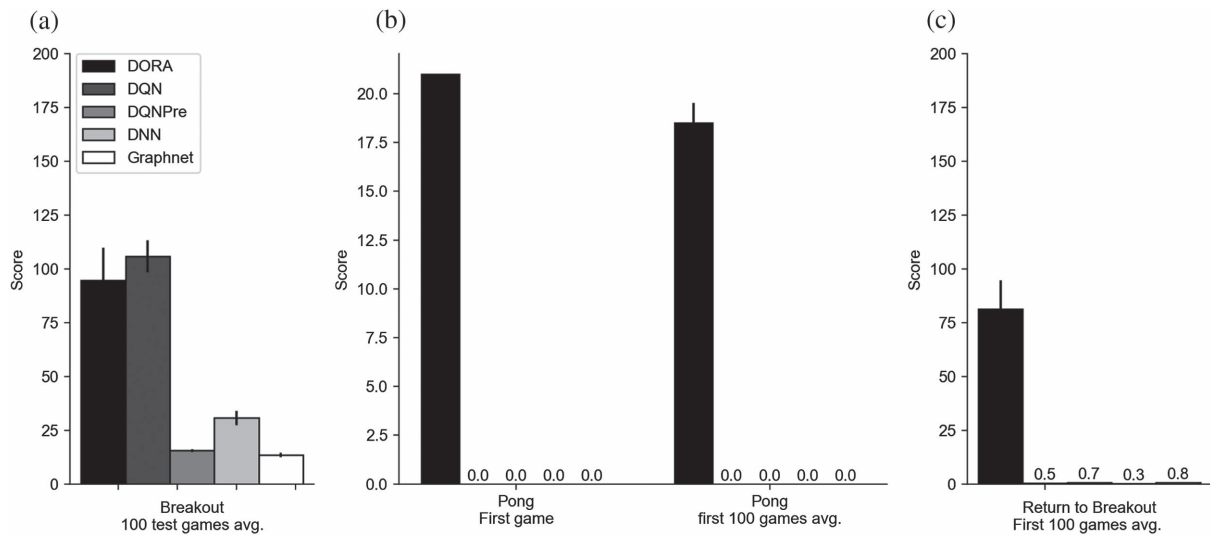 (a)
200
175
150
125
100
75
50
25
0
Score
DORA
DQN
DQNPre
DNN
Graphnet
Breakout
100 test games avg.
(b)
20.0
17.5
15.0
12.5
10.0
7.5
5.0
2.5
0.0
Score
0.0 0.0 0.0 0.0
0.0 0.0 0.0 0.0
Pong
First game
Pong
first 100 games avg.
(c)
200
175
150
125
100
75
50
25
0
Score
0.5 0.7 0.3 0.8
Return to Breakout
First 100 games avg.